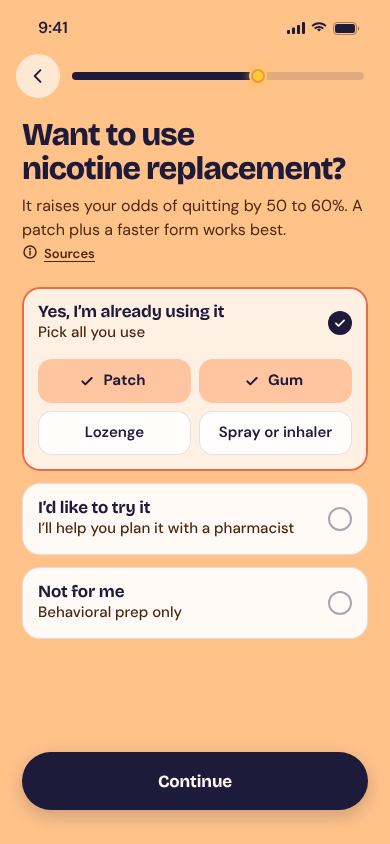 9:41
Want to use
nicotine replacement?
It raises your odds of quitting by 50 to 60%. A
patch plus a faster form works best.
Sources
Yes, I’m already using it
Pick all you use
Patch
Gum
Lozenge
Spray or inhaler
I’d like to try it
I’ll help you plan it with a pharmacist
Not for me
Behavioral prep only
Continue